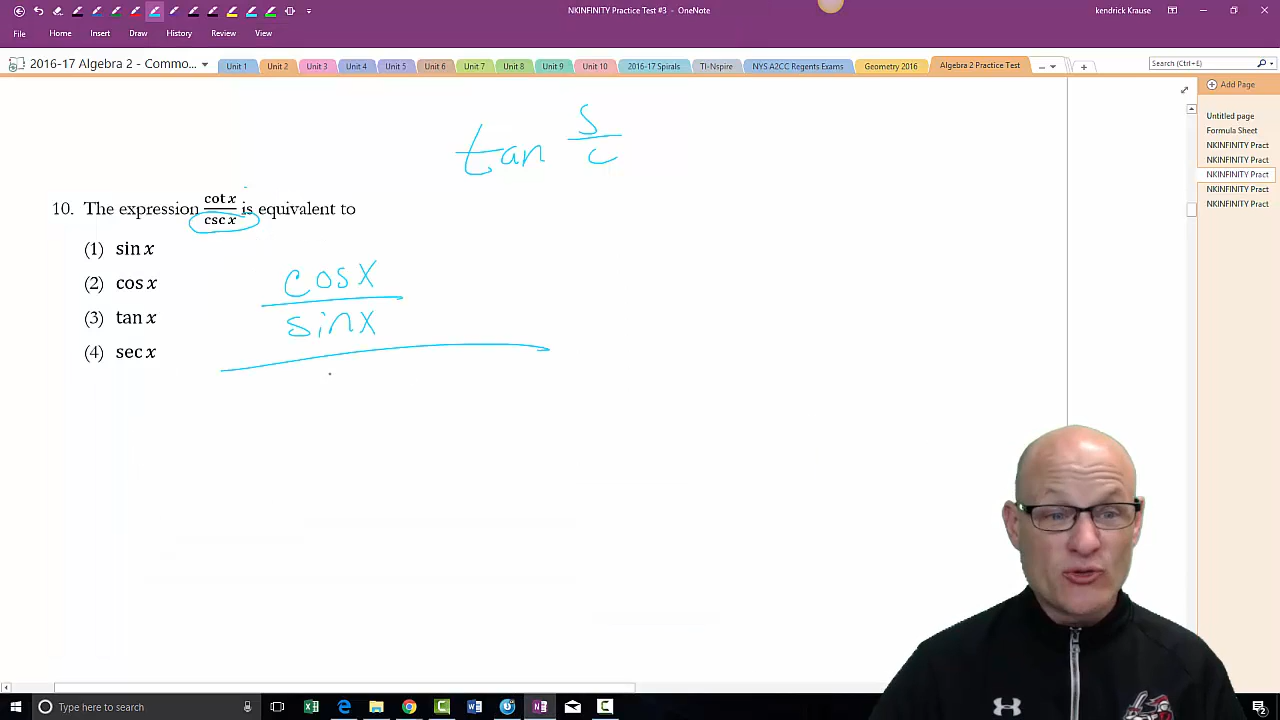 NKINFINITY Practice Test #3 - OneNote
kendrick Krause
File Home Insert Draw History Review View
2016-17 Algebra 2 - Commo...
Unit 1 Unit 2 Unit 3 Unit 4 Unit 5 Unit 6 Unit 7 Unit 8 Unit 9 Unit 10 2016-17 Spirals TI-Nspire NYS A2CC Regents Exams Geometry 2016 Algebra 2 Practice Test
Search (Ctrl+E)
Add Page
Untitled page
Formula Sheet
NKINFINITY Pract
NKINFINITY Pract
NKINFINITY Pract
NKINFINITY Pract
NKINFINITY Pract
tan s/c
10. The expression cot x/csc x is equivalent to
(1) sin x
(2) cos x
(3) tan x
(4) sec x
cosx
sinx
Type here to search